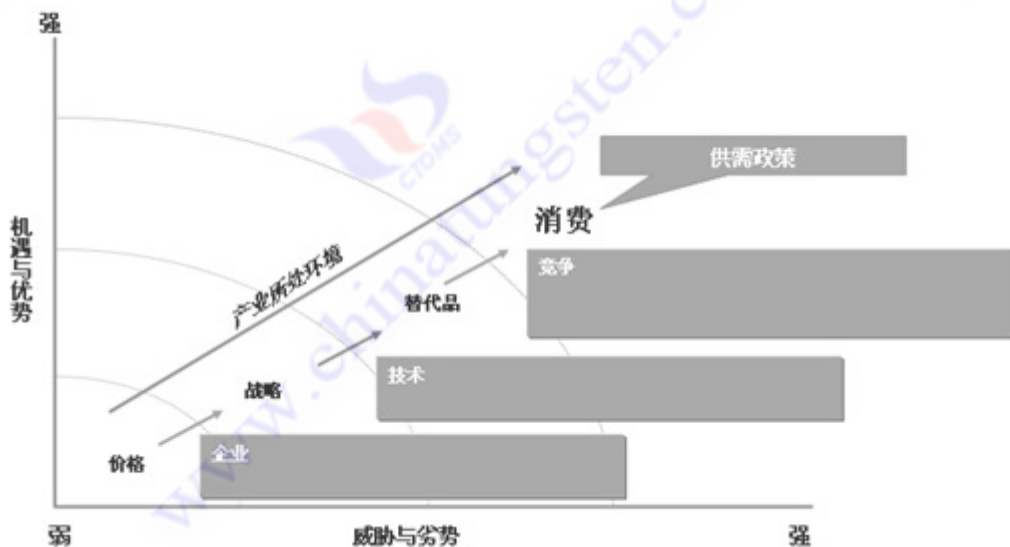 强
供需政策
消费
竞争
机遇与优势
产业所处环境
替代品
技术
战略
价格
企业
弱
威胁与劣势
强
CTOMS
www.chinatungsten.com